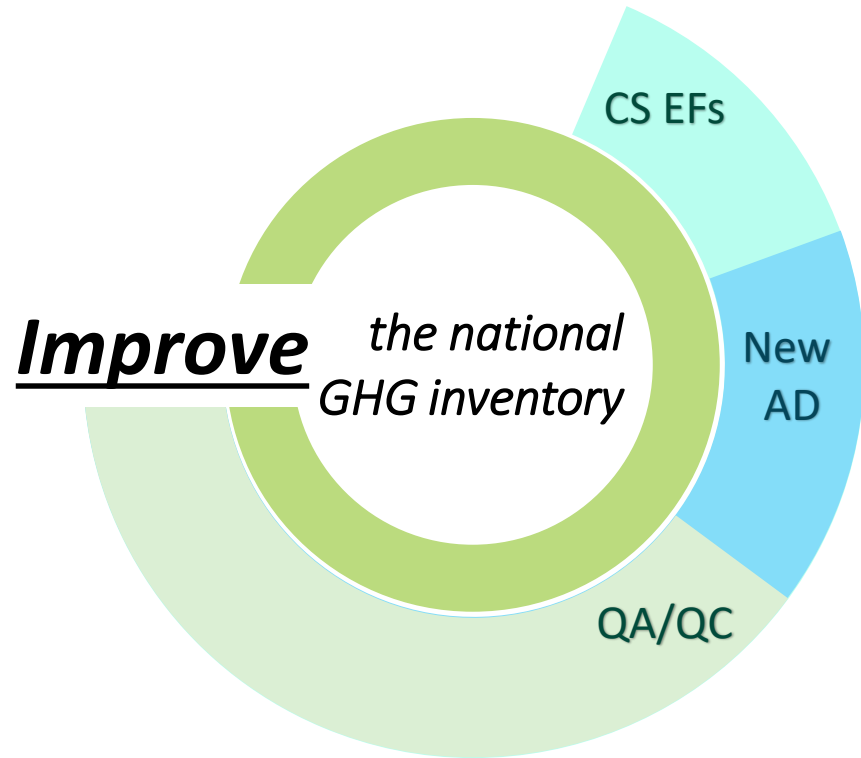 CS EFs
Improve the national
GHG inventory
New
AD
QA/QC